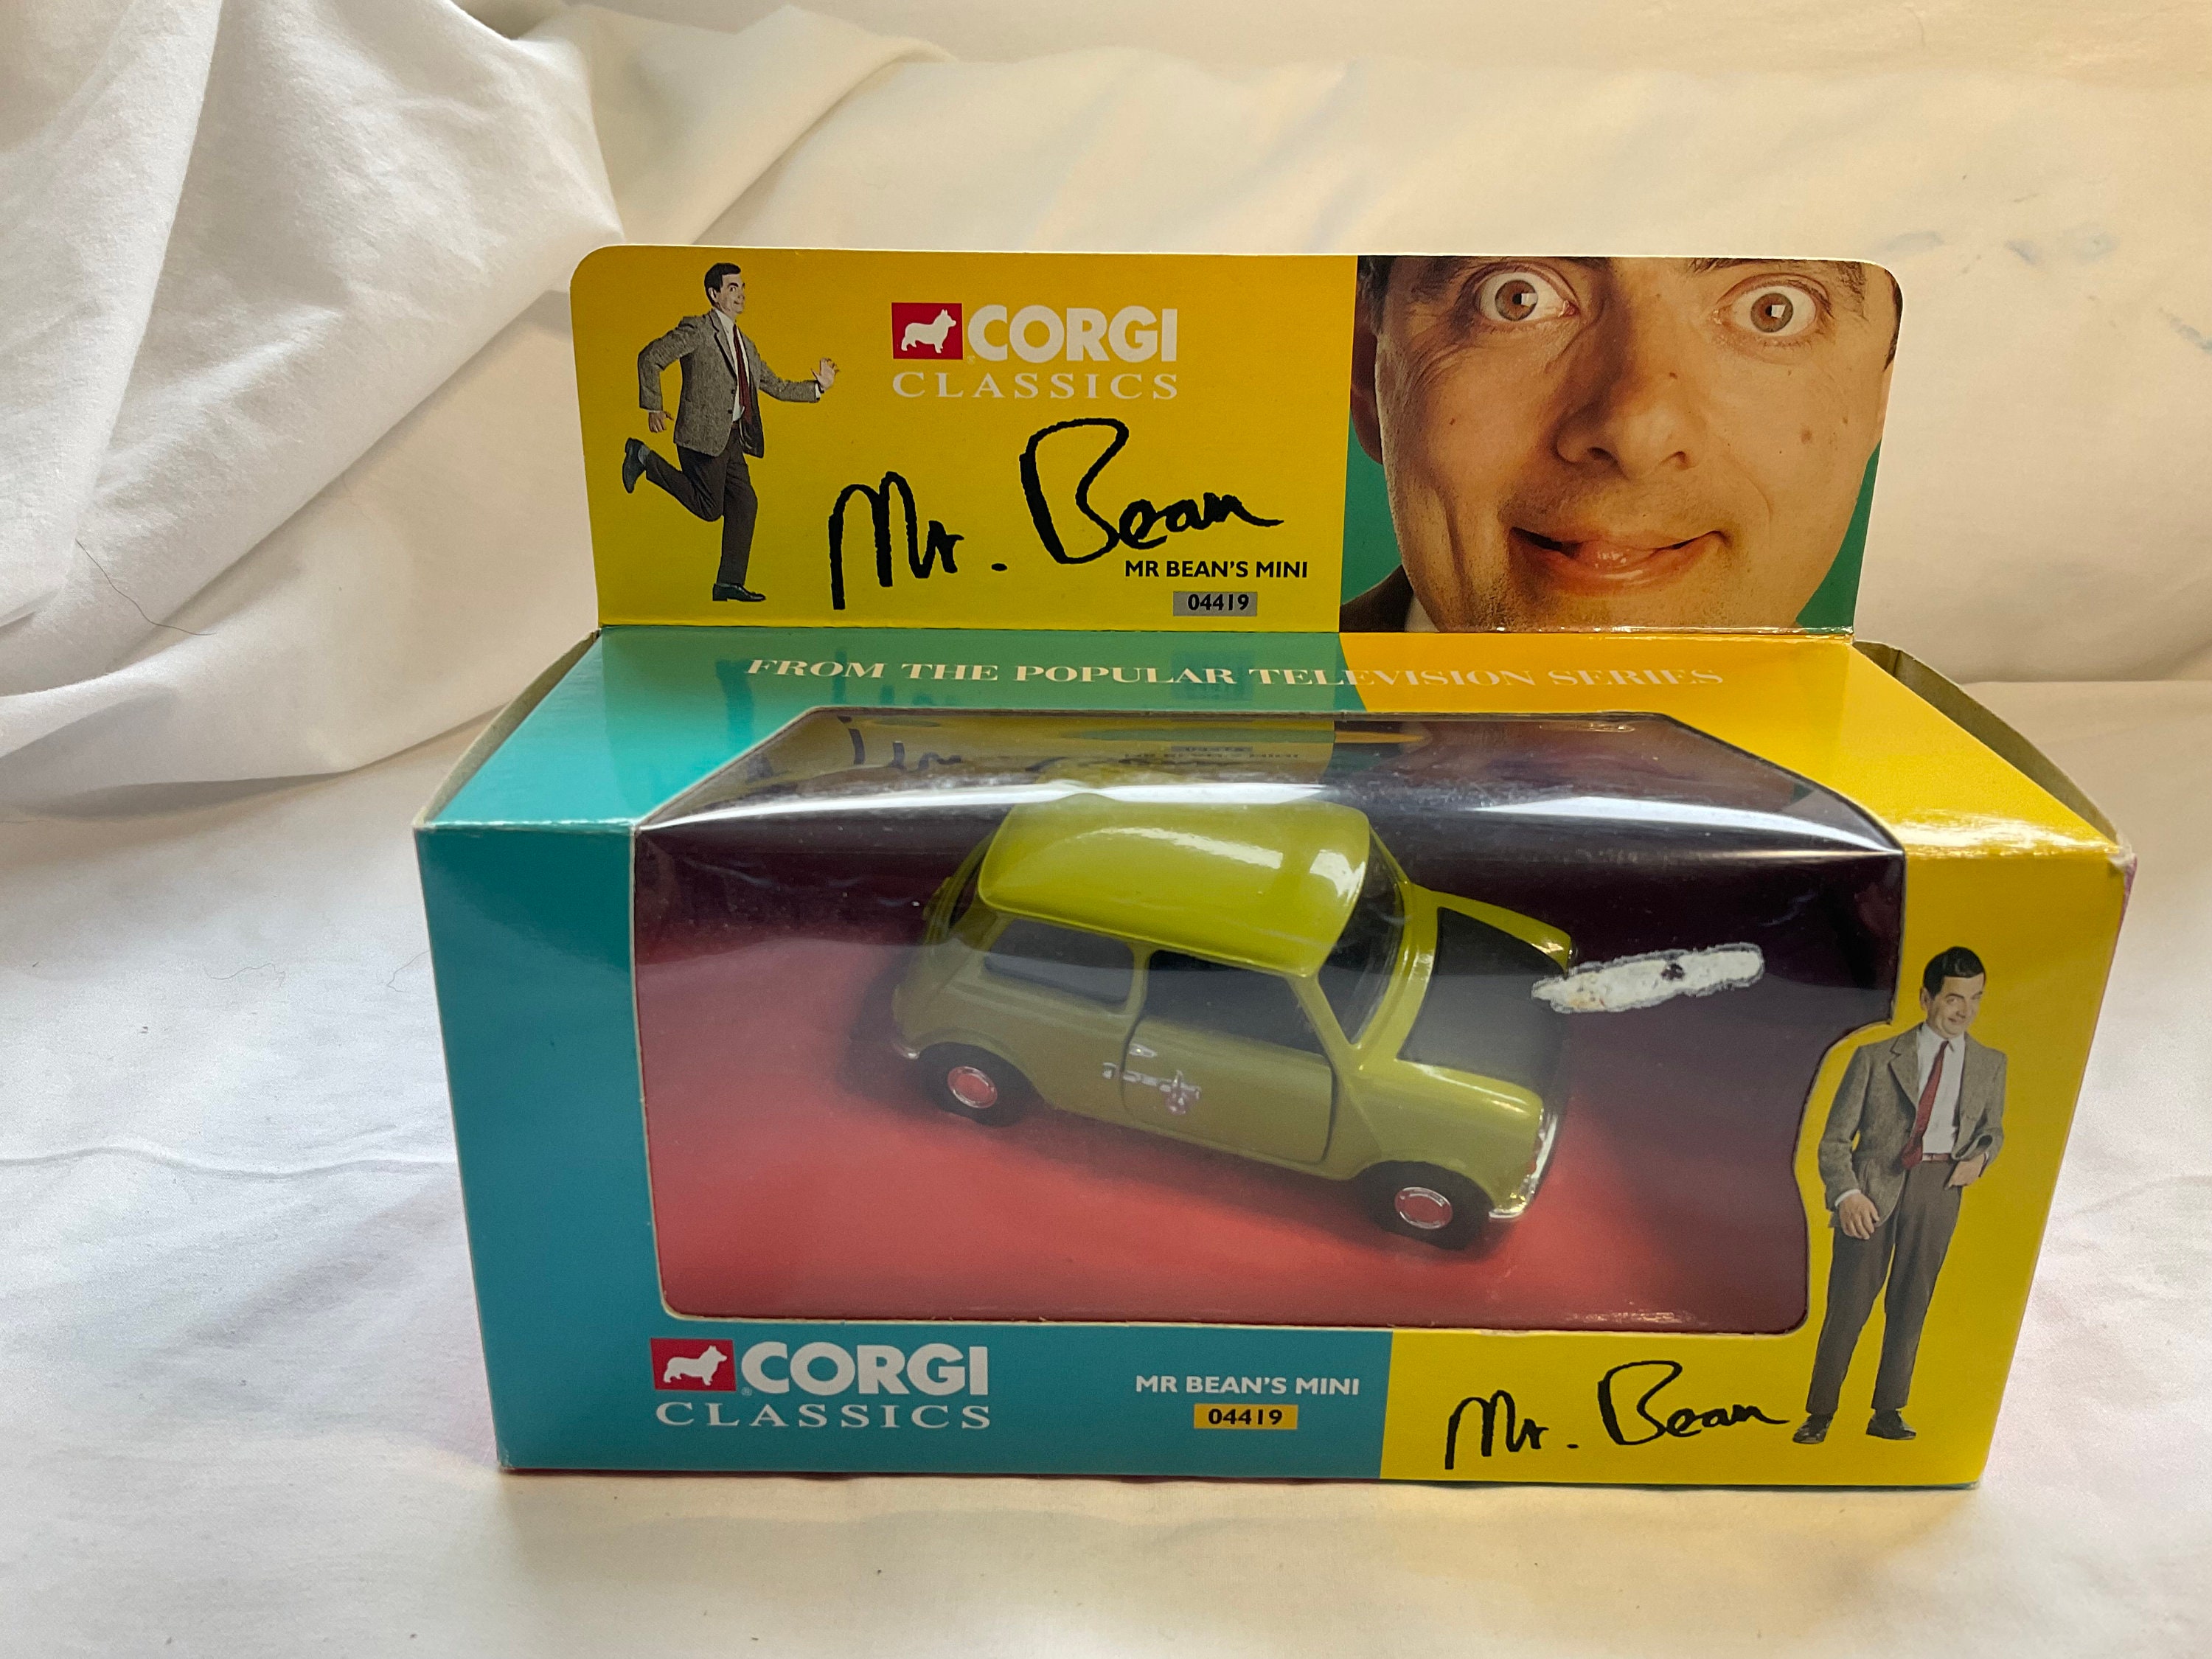 CORGI
CLASSICS
Mr. Bean
MR BEAN'S MINI
04419
FROM THE POPULAR TELEVISION SERIES
CORGI
CLASSICS
MR BEAN'S MINI
04419
Mr. Bean